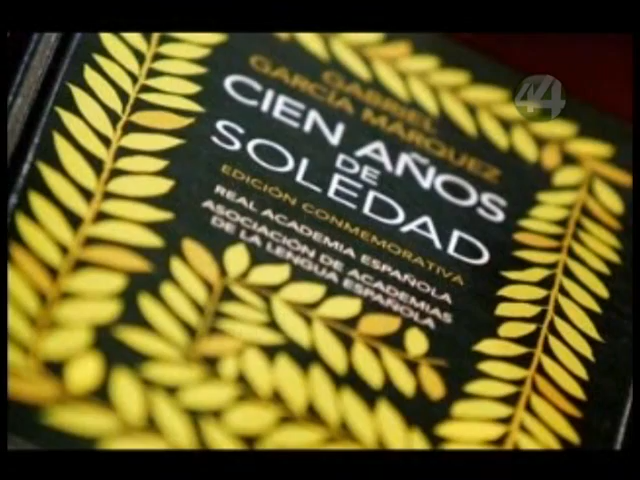 GABRIEL
GARCÍA MÁRQUEZ
CIEN AÑOS
DE
SOLEDAD
EDICIÓN CONMEMORATIVA
REAL ACADEMIA ESPAÑOLA
ASOCIACIÓN DE ACADEMIAS
DE LA LENGUA ESPAÑOLA
44